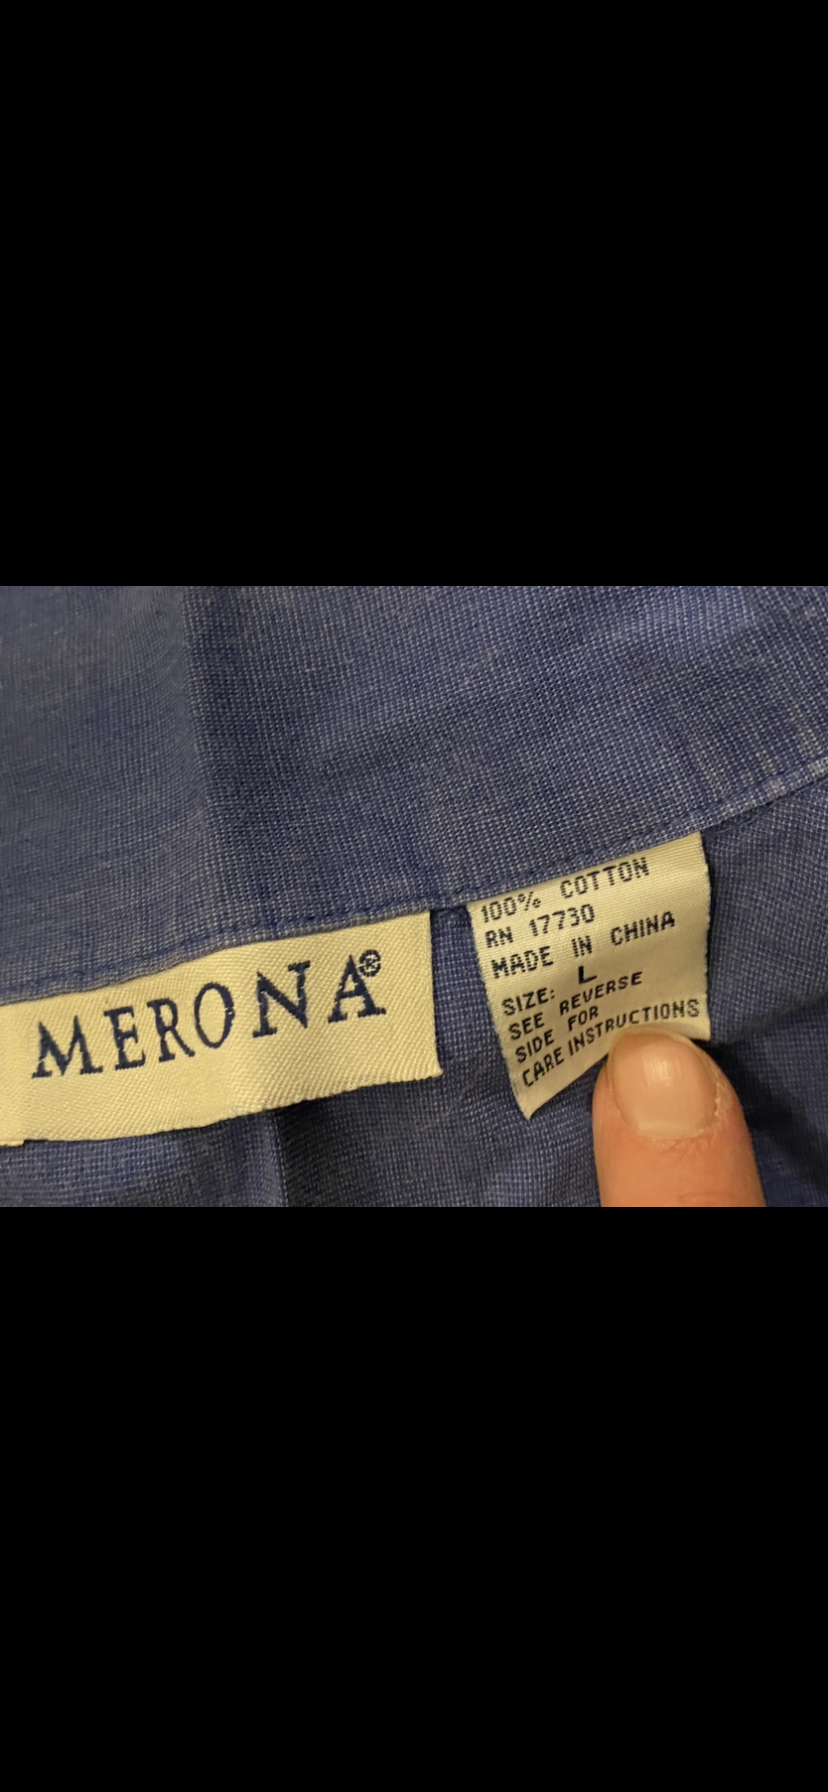 MERONA®
100% COTTON
RN 17730
MADE IN CHINA
SIZE: L
SEE REVERSE
SIDE FOR
CARE INSTRUCTIONS